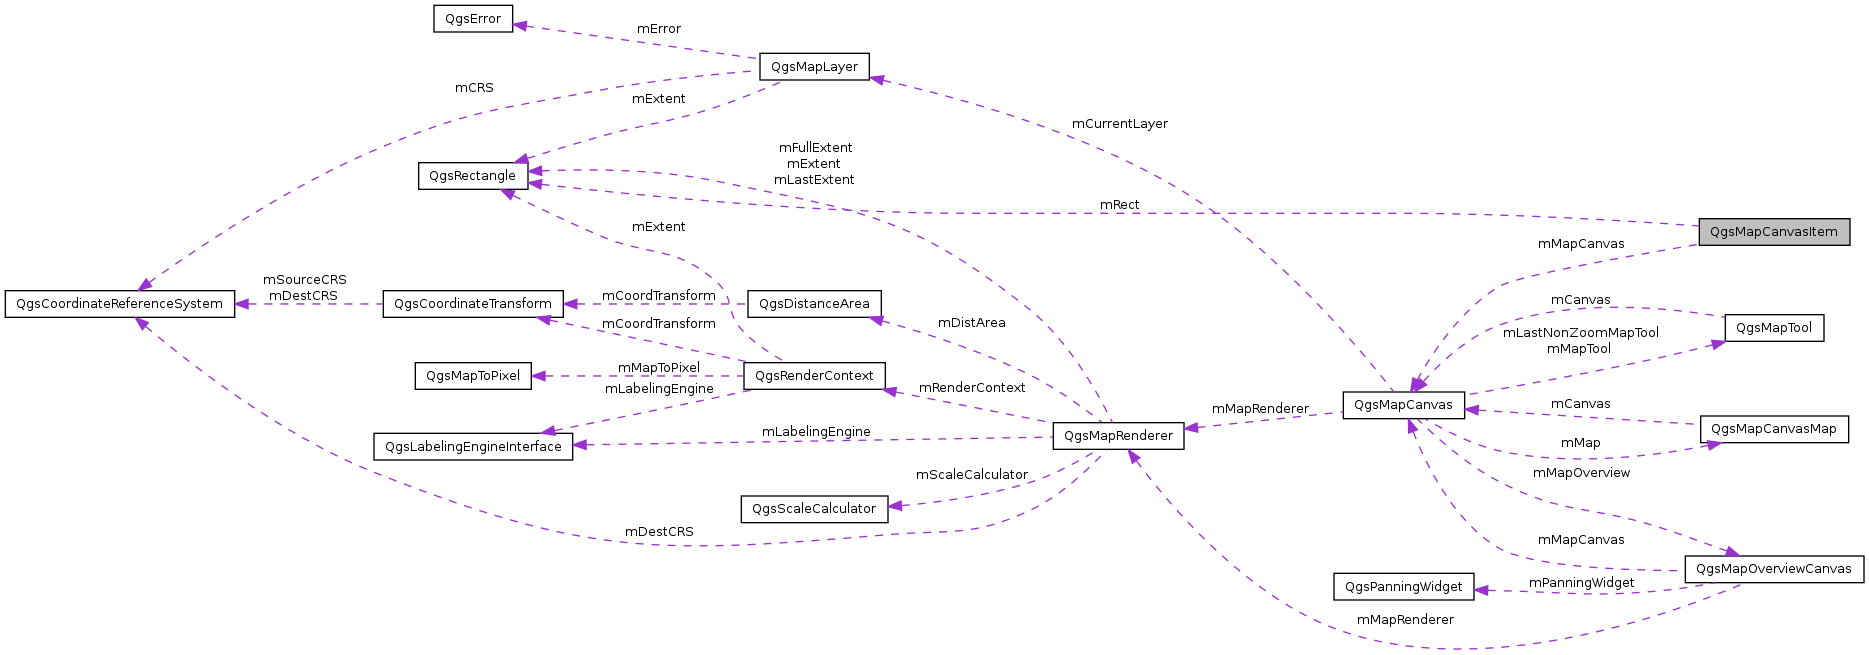 QgsError
mError
QgsMapLayer
mCRS
mExtent
mCurrentLayer
mFullExtent
mExtent
mLastExtent
QgsRectangle
mRect
mExtent
QgsMapCanvasItem
mMapCanvas
mSourceCRS
mDestCRS
QgsCoordinateReferenceSystem
QgsCoordinateTransform
mCoordTransform
QgsDistanceArea
mCanvas
mCoordTransform
mDistArea
mLastNonZoomMapTool
mMapTool
QgsMapTool
mMapToPixel
QgsMapToPixel
QgsRenderContext
mLabelingEngine
mRenderContext
mMapRenderer
QgsMapCanvas
mCanvas
QgsMapCanvasMap
mLabelingEngine
QgsMapRenderer
mMap
QgsLabelingEngineInterface
mScaleCalculator
mMapOverview
QgsScaleCalculator
mDestCRS
mMapCanvas
QgsMapOverviewCanvas
QgsPanningWidget
mPanningWidget
mMapRenderer